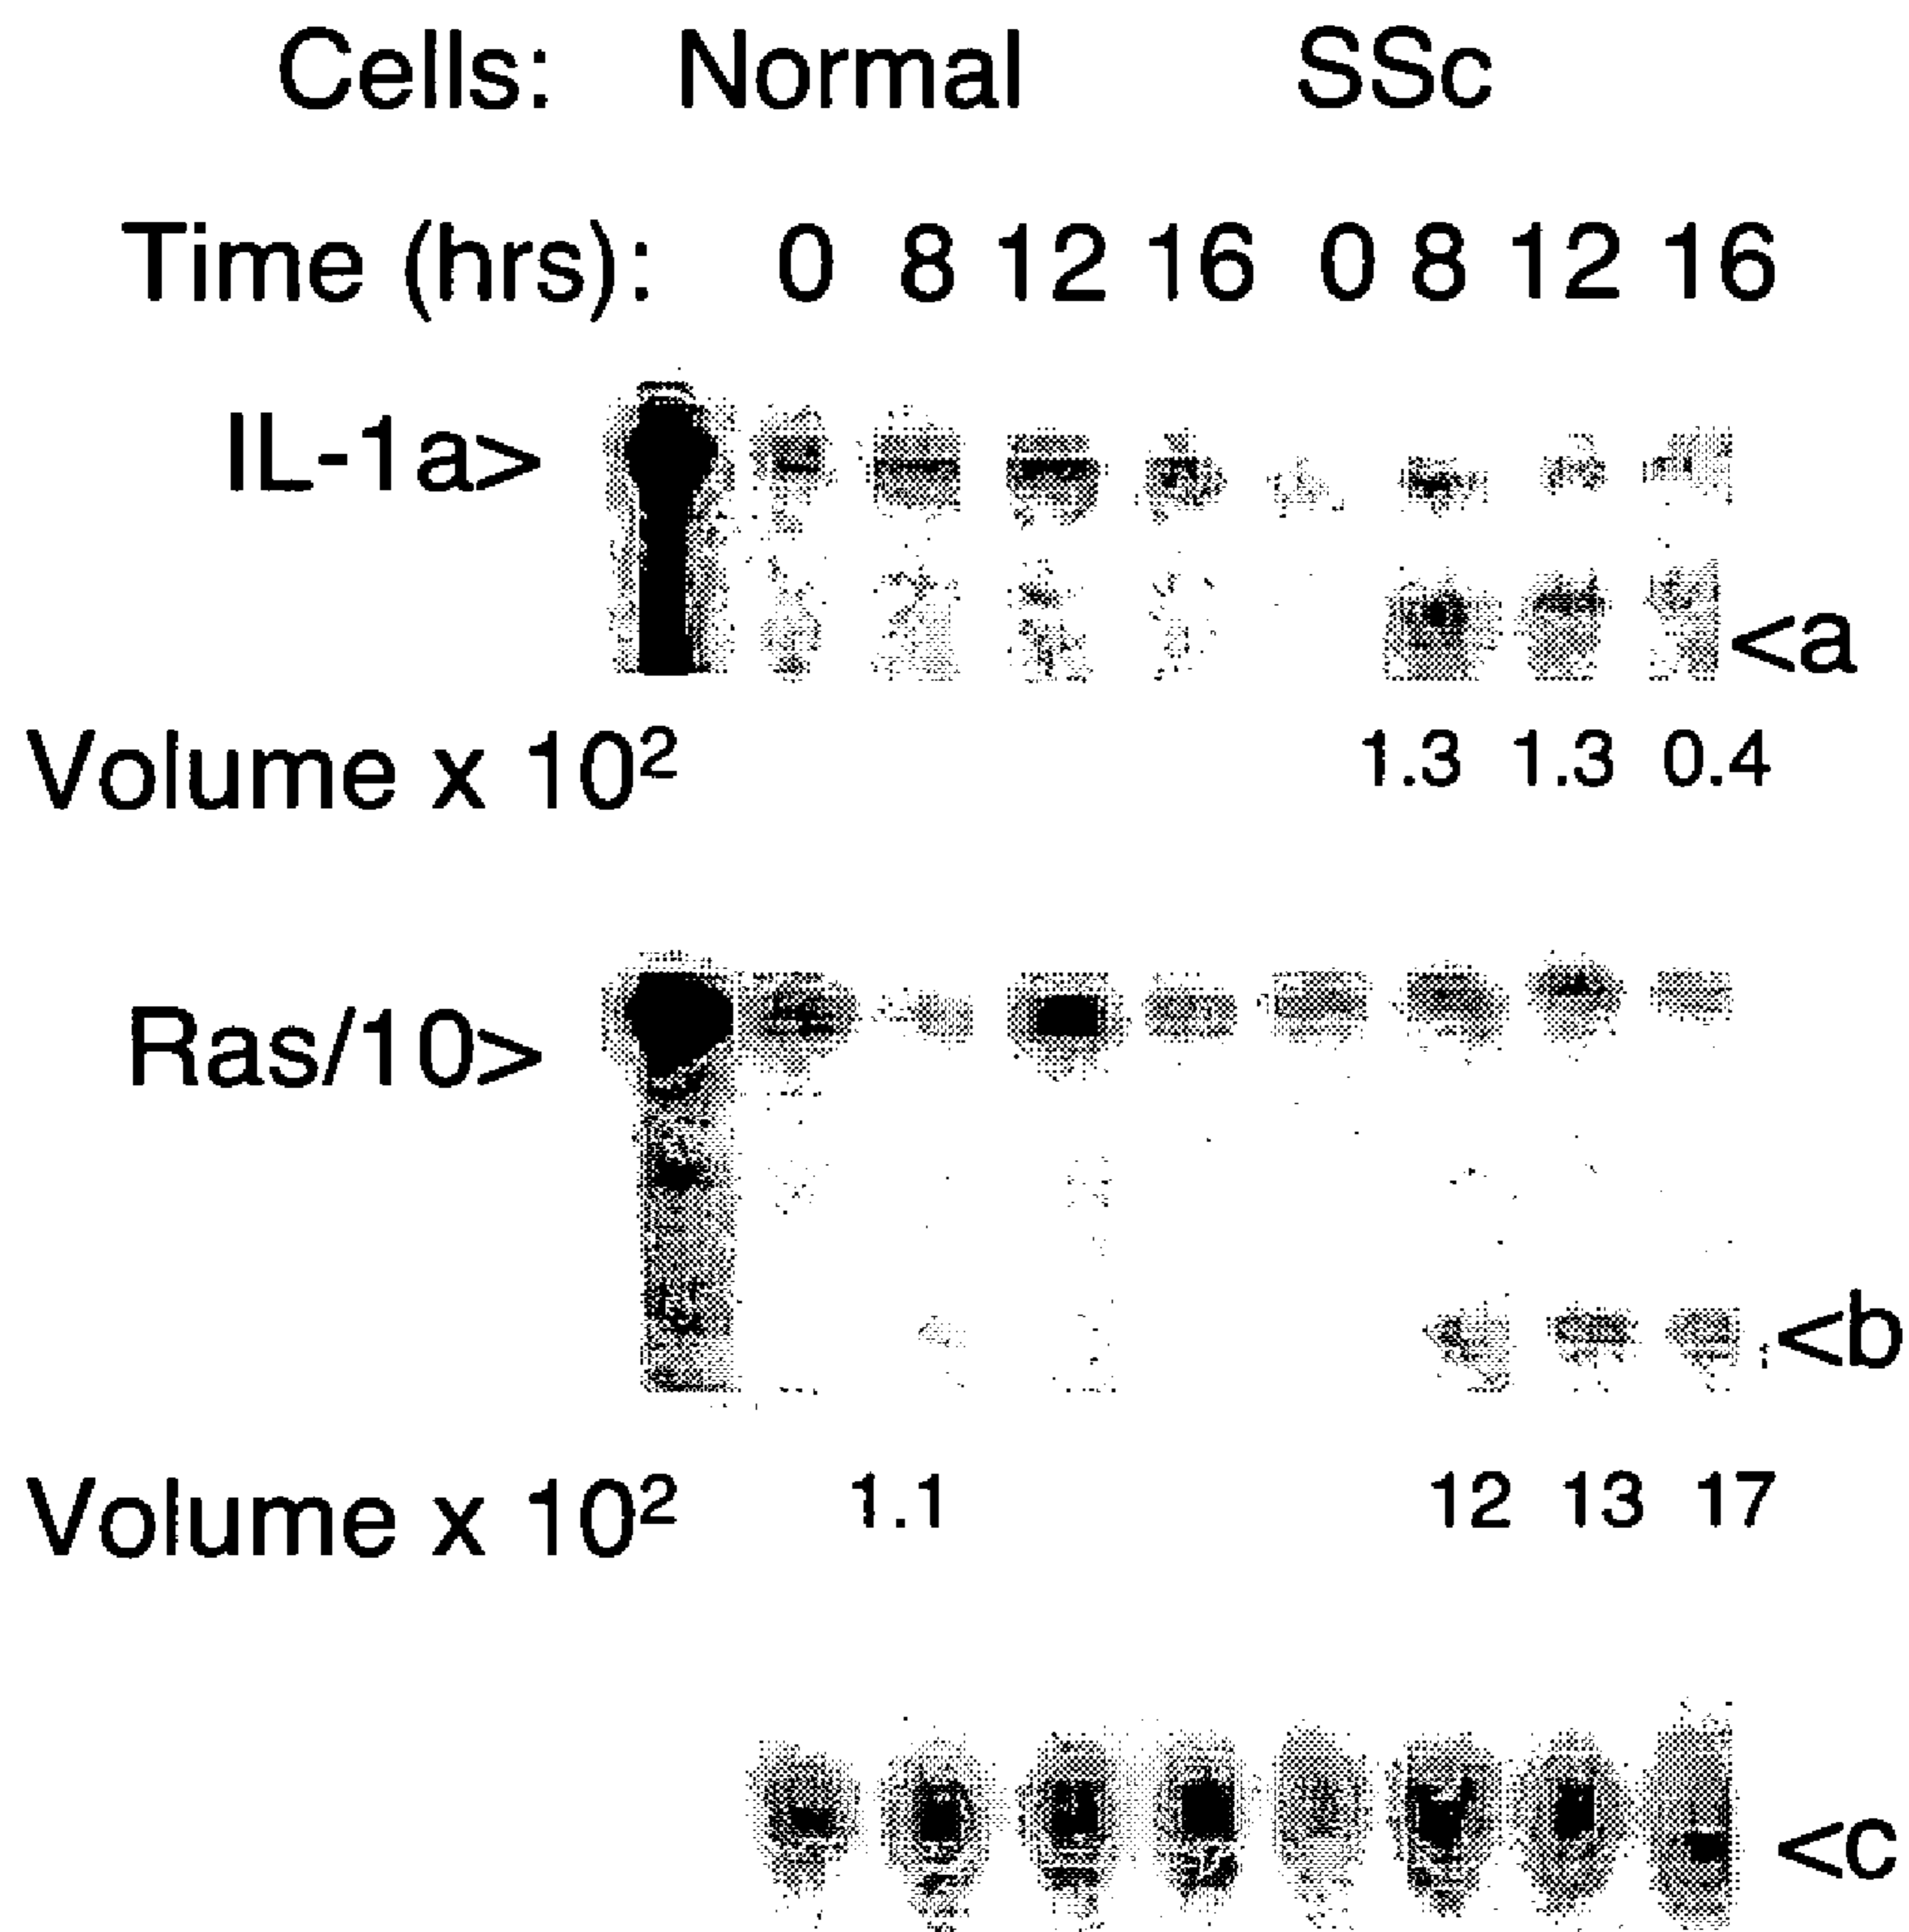 Cells: Normal SSc
Time (hrs): 0 8 12 16 0 8 12 16
IL-1a>
<a
Volume x 10² 1.3 1.3 0.4
Ras/10>
<b
Volume x 10² 1.1 12 13 17
<c